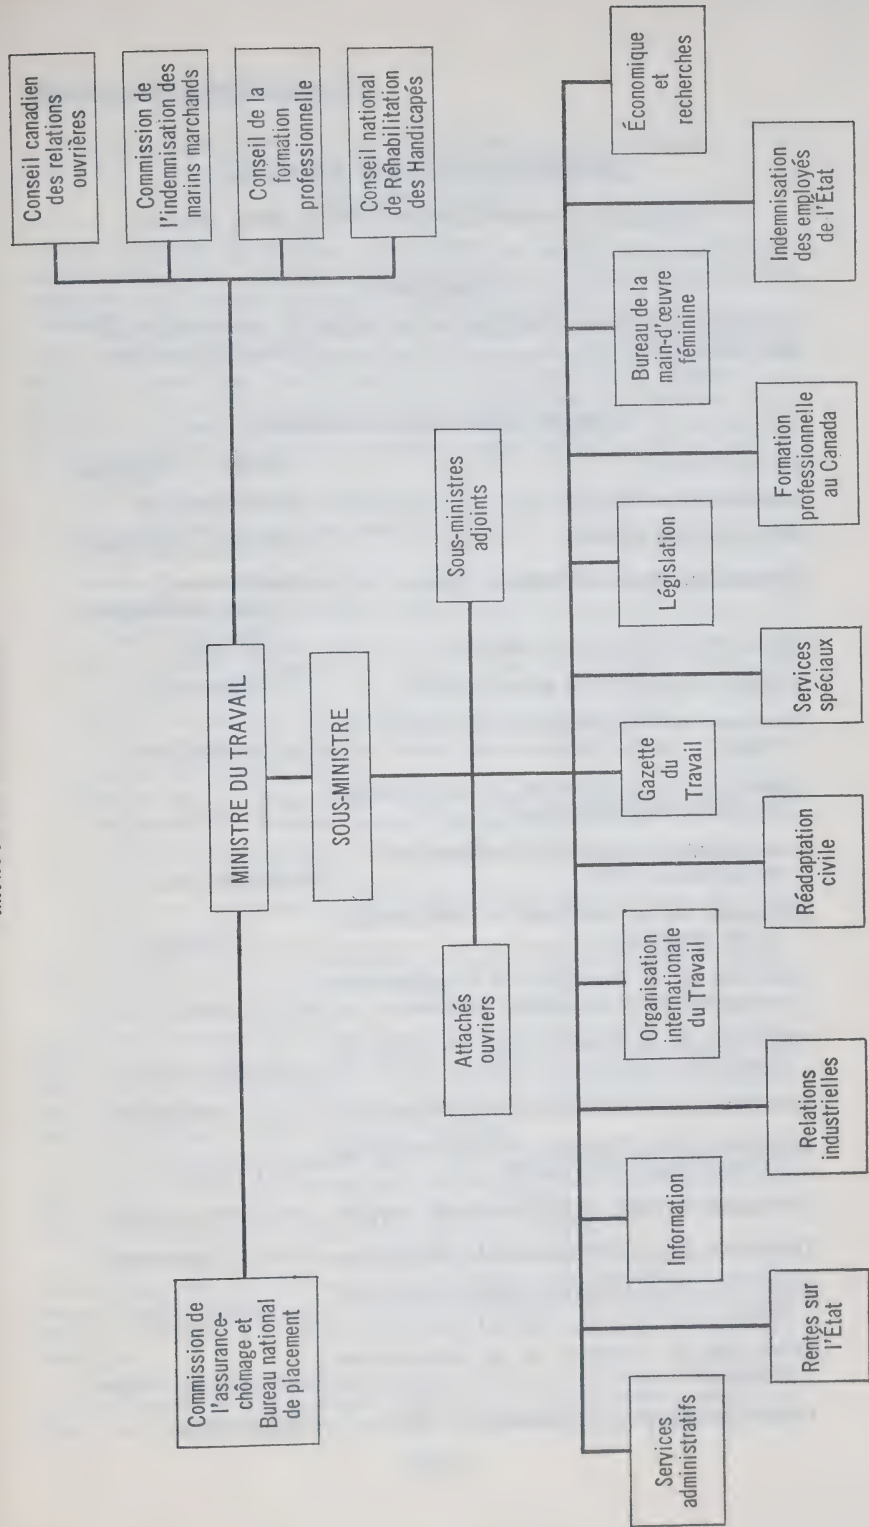 MINISTRE DU TRAVAIL
SOUS-MINISTRE
Commission de
l'assurance-
chômage et
Bureau national
de placement
Conseil canadien
des relations
ouvrières
Commission de
l'indemnisation des
marins marchands
Conseil de la
formation
professionnelle
Conseil national
de Réhabilitation
des Handicapés
Attachés
ouvriers
Sous-ministres
adjoints
Services
administratifs
Rentes sur
l'État
Information
Relations
industrielles
Organisation
internationale
du Travail
Réadaptation
civile
Gazette
du
Travail
Services
spéciaux
Législation
Formation
professionnelle
au Canada
Bureau de la
main-d'œuvre
féminine
Indemnisation
des employés
de l'État
Économique
et
recherches